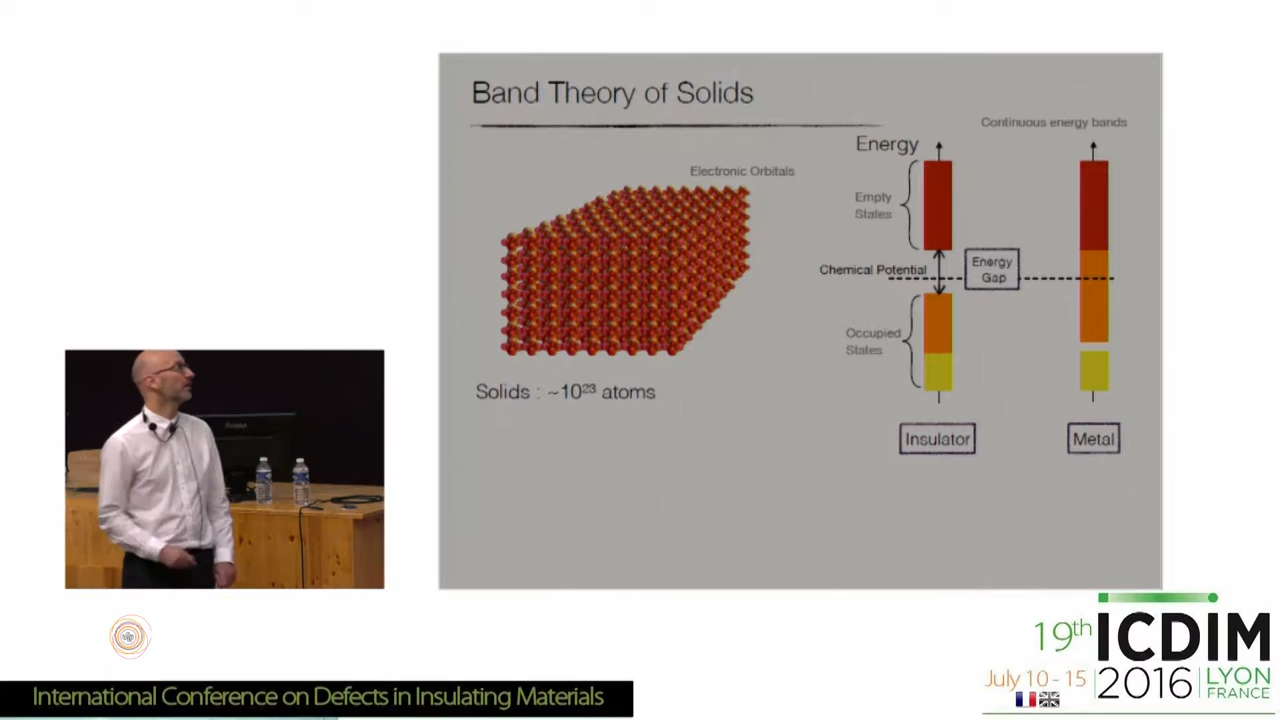 Band Theory of Solids
Continuous energy bands
Energy
Electronic Orbitals
Empty
States
Chemical Potential
Energy
Gap
Occupied
States
Solids : ~10²³ atoms
Insulator
Metal
19th ICDIM
July 10 - 15 2016 LYON
FRANCE
International Conference on Defects in Insulating Materials